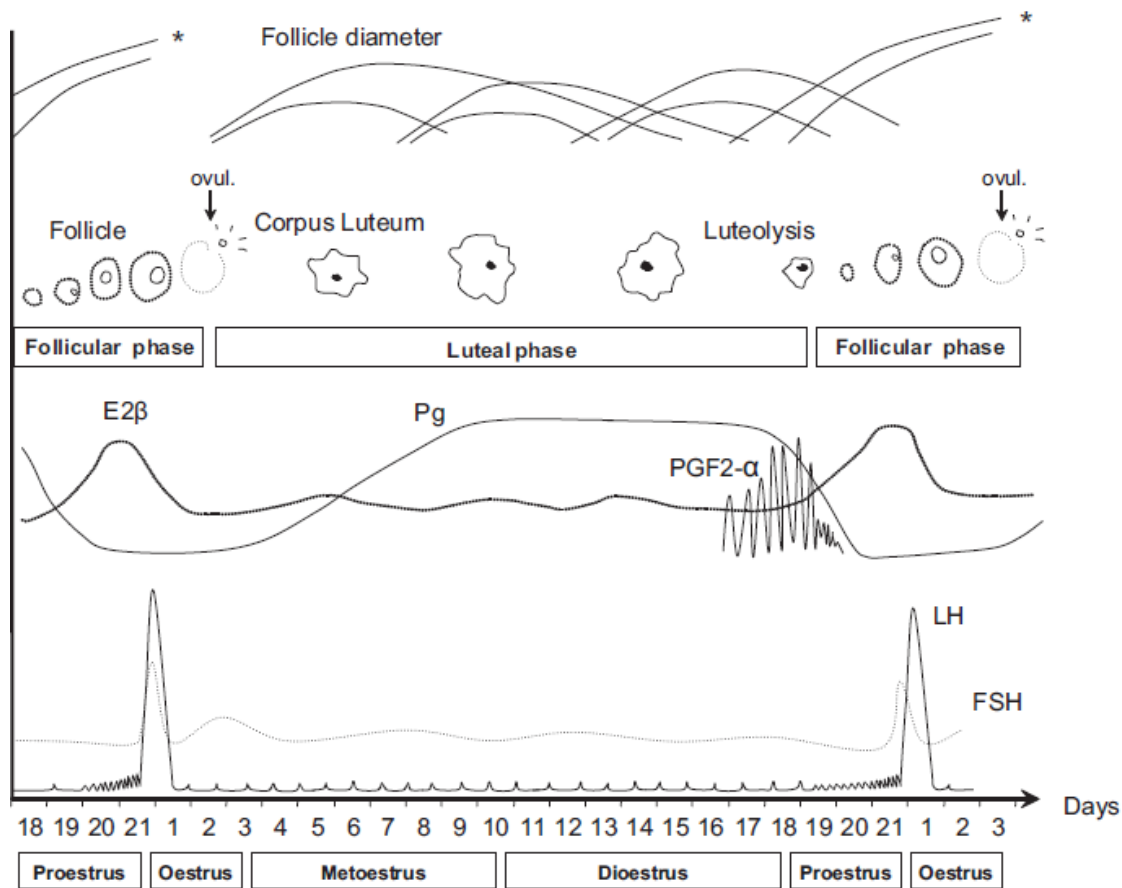 * Follicle diameter *
ovul. ovul.
Follicle Corpus Luteum Luteolysis
Follicular phase Luteal phase Follicular phase
E2β Pg
PGF2-α
LH
FSH
18 19 20 21 1 2 3 4 5 6 7 8 9 10 11 12 13 14 15 16 17 18 19 20 21 1 2 3 Days
Proestrus Oestrus Metoestrus Dioestrus Proestrus Oestrus